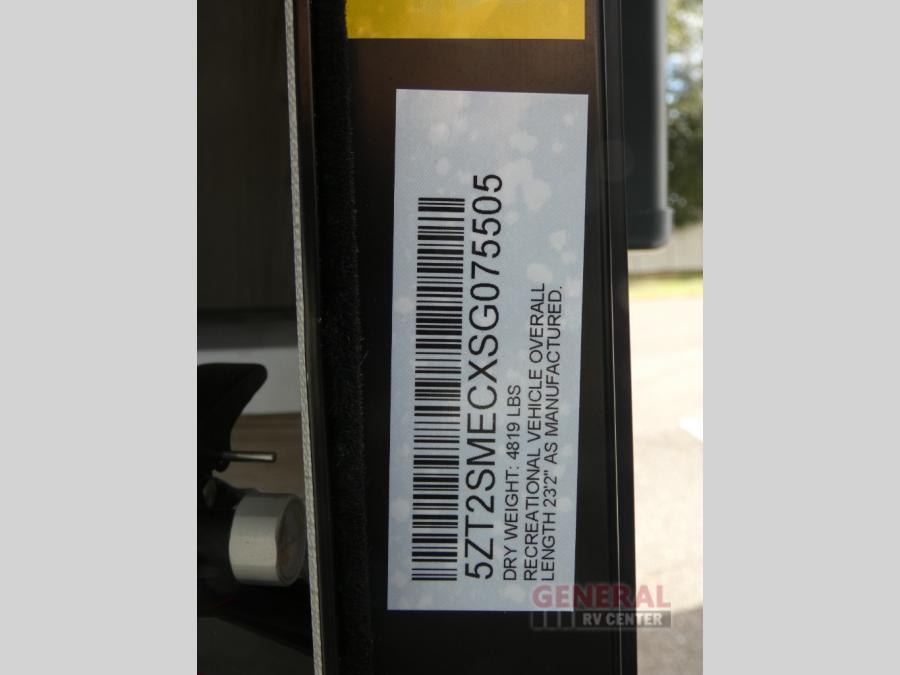 5ZT2SMECXSG075505
DRY WEIGHT: 4819 LBS
RECREATIONAL VEHICLE OVERALL
LENGTH 23'2" AS MANUFACTURED.
GENERAL
RV CENTER